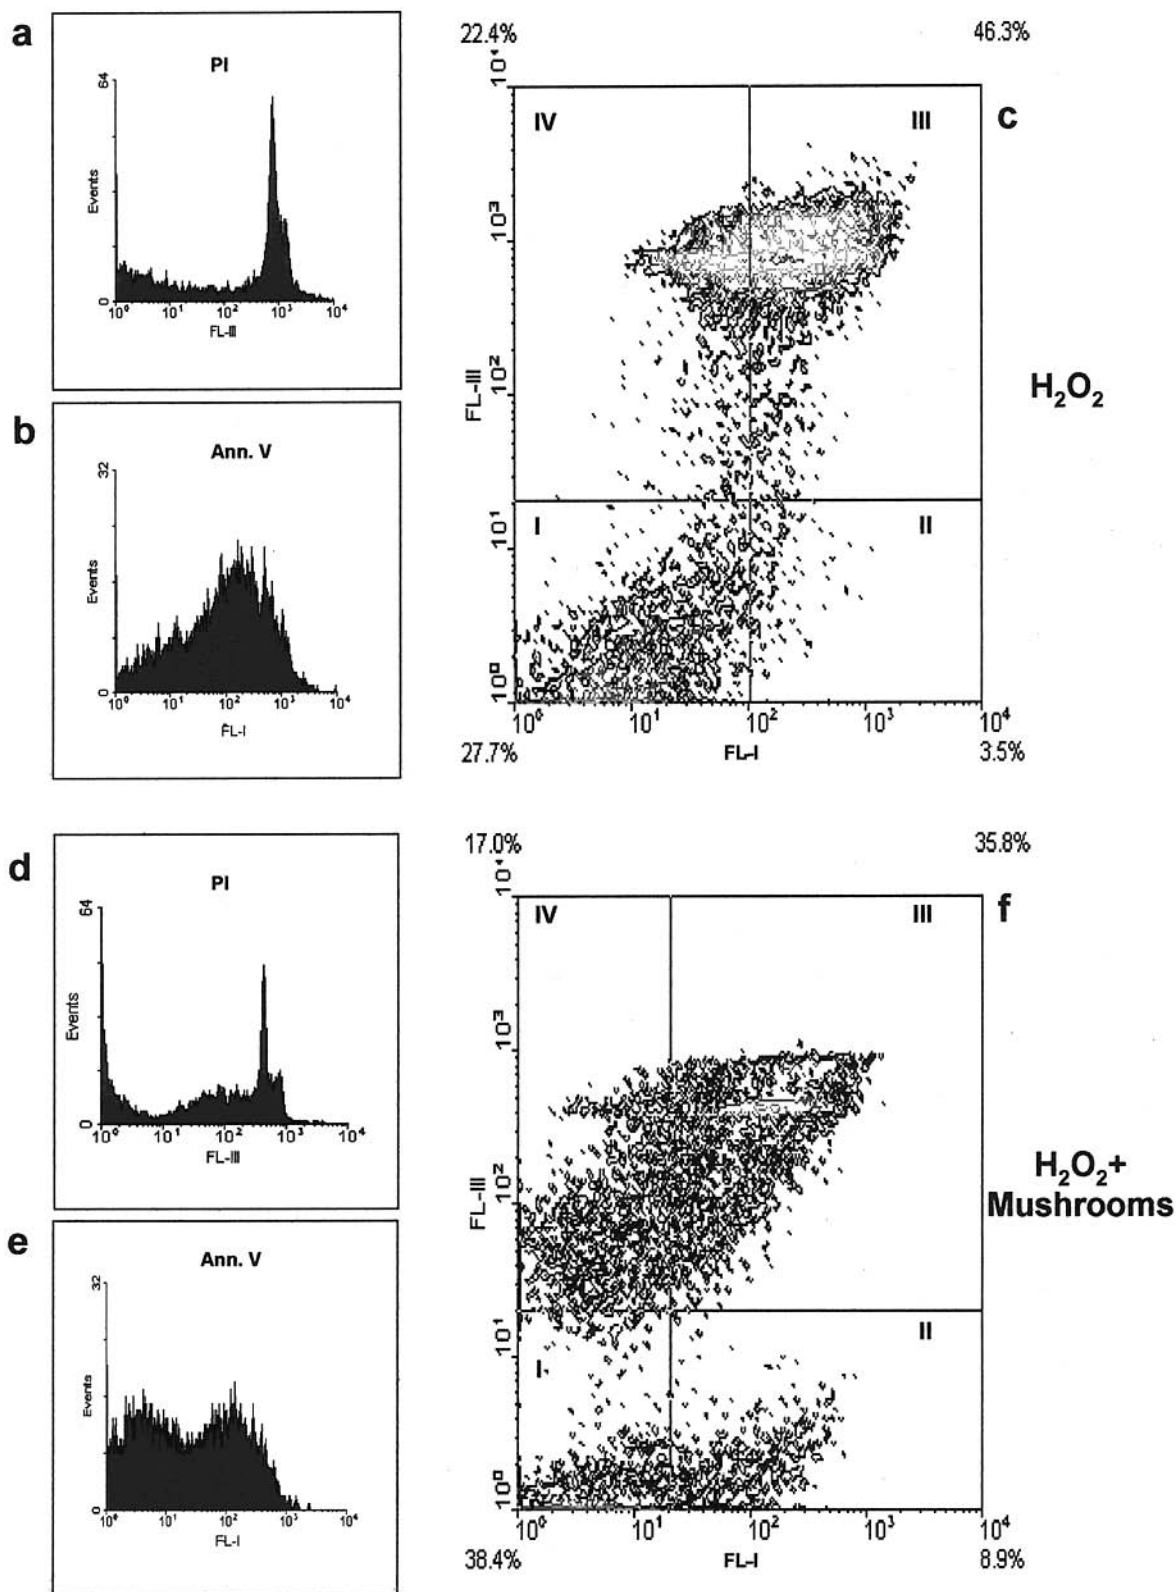 a
PI
64
Events
0
10⁰ 10¹ 10² 10³ 10⁴
FL-III
b
Ann. V
32
Events
0
10⁰ 10¹ 10² 10³ 10⁴
FL-I
22.4% 46.3%
c
IV III
I II
10⁴
10³
10²
10¹
10⁰
FL-III
10⁰ 10¹ 10² 10³ 10⁴
27.7% FL-I 3.5%
H₂O₂
d
PI
64
Events
0
10⁰ 10¹ 10² 10³ 10⁴
FL-III
e
Ann. V
32
Events
0
10⁰ 10¹ 10² 10³ 10⁴
FL-I
17.0% 35.8%
f
IV III
I II
10⁴
10³
10²
10¹
10⁰
FL-III
10⁰ 10¹ 10² 10³ 10⁴
38.4% FL-I 8.9%
H₂O₂+
Mushrooms